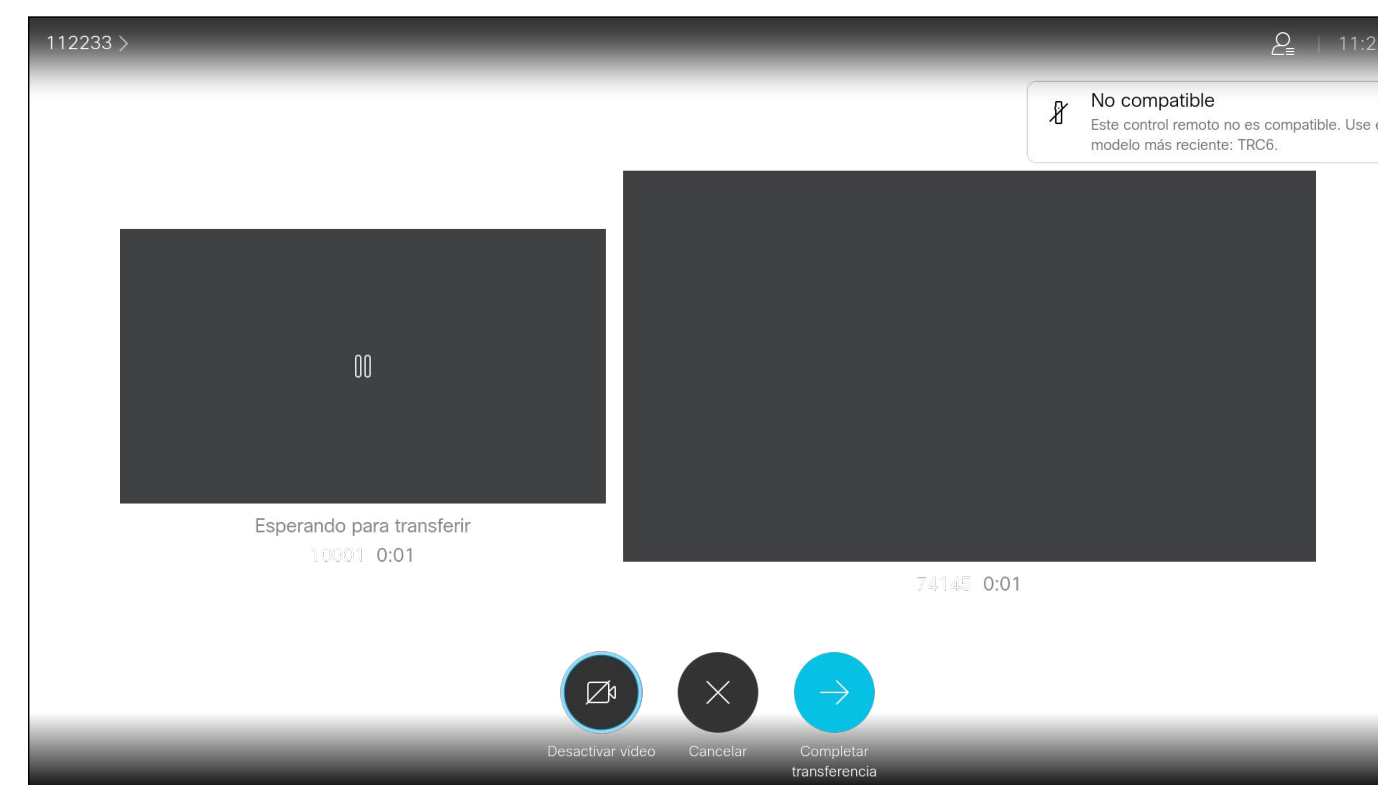 112233
11:2
No compatible
Este control remoto no es compatible. Use
modelo más reciente: TRC6.
Esperando para transferir
10001 0:01
74145 0:01
Desactivar vídeo
Cancelar
Completar
transferencia